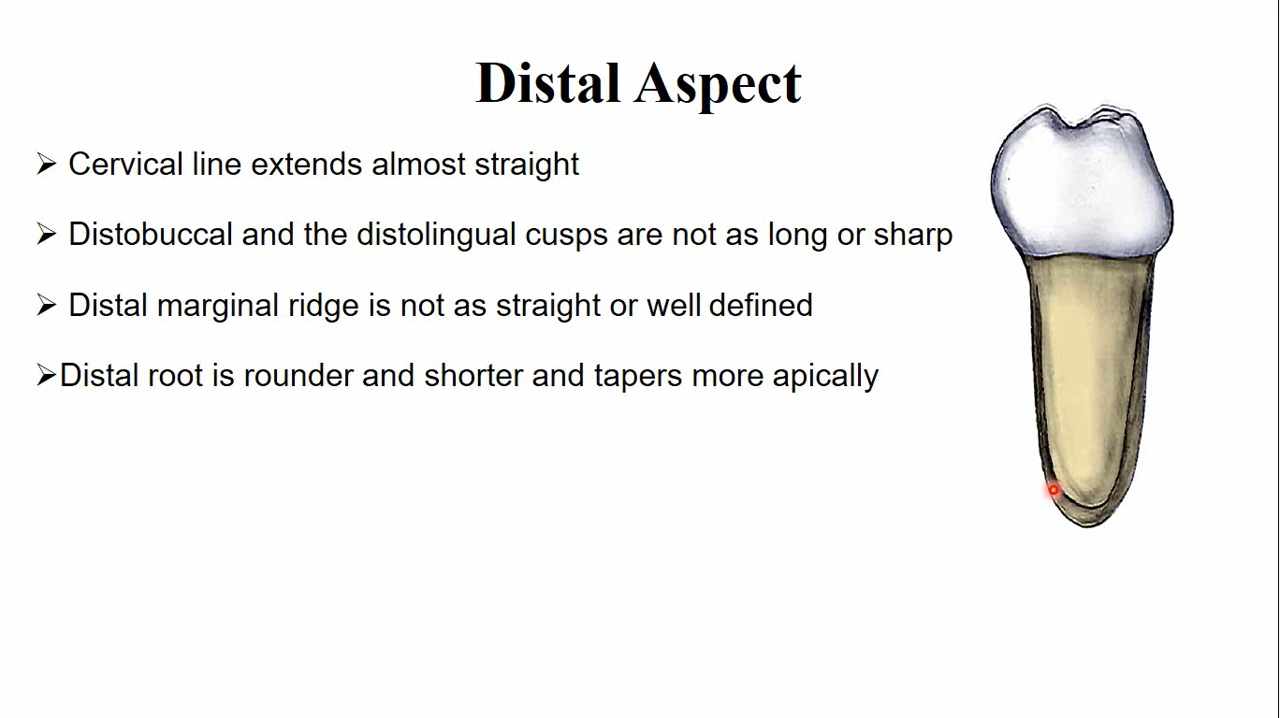 Distal Aspect
➢ Cervical line extends almost straight
➢ Distobuccal and the distolingual cusps are not as long or sharp
➢ Distal marginal ridge is not as straight or well defined
➢Distal root is rounder and shorter and tapers more apically